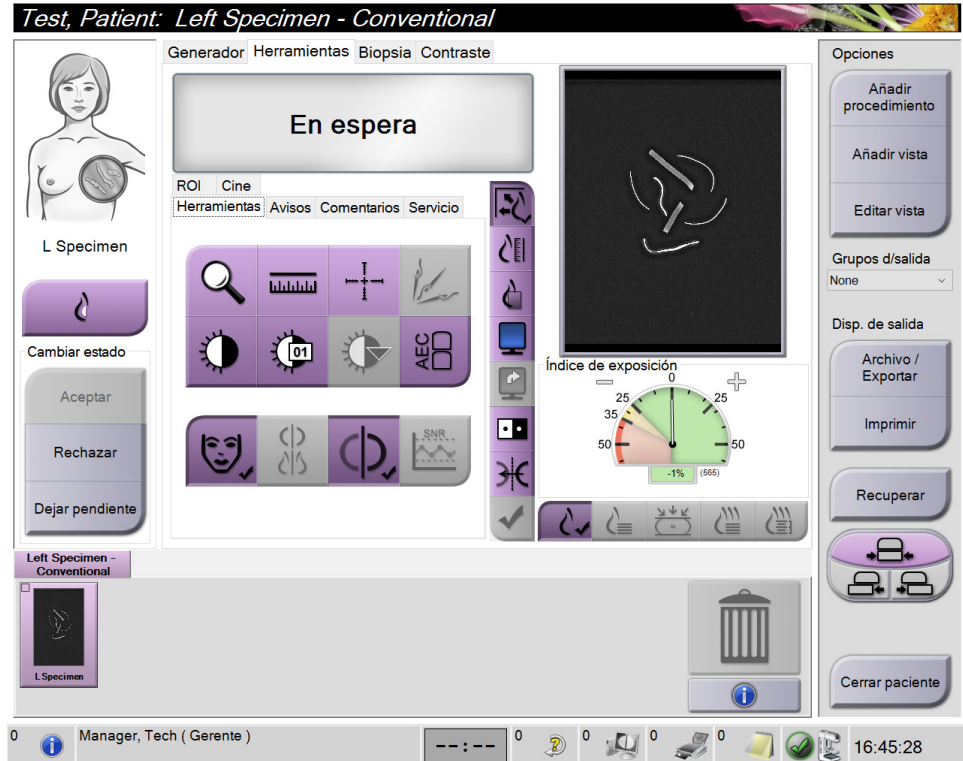 Test, Patient: Left Specimen - Conventional
Generador Herramientas Biopsia Contraste
En espera
ROI Cine
Herramientas Avisos Comentarios Servicio
L Specimen
Cambiar estado
Aceptar
Rechazar
Dejar pendiente
01
AEC
SNR
Índice de exposición
0
25 25
35
50 50
-1% (565)
Opciones
Añadir
procedimiento
Añadir vista
Editar vista
Grupos d/salida
None
Disp. de salida
Archivo /
Exportar
Imprimir
Recuperar
Cerrar paciente
Left Specimen -
Conventional
L Specimen
0 Manager, Tech ( Gerente ) --:-- 0 0 0 0 16:45:28